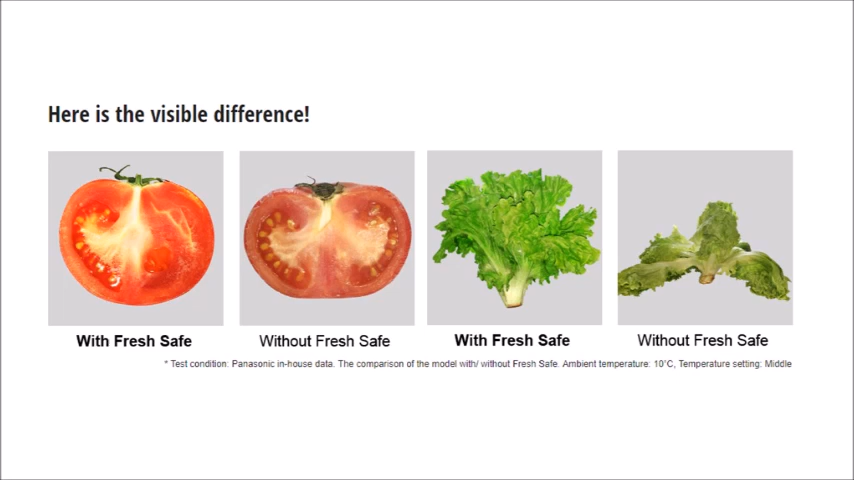 Here is the visible difference!
With Fresh Safe
Without Fresh Safe
With Fresh Safe
Without Fresh Safe
* Test condition: Panasonic in-house data. The comparison of the model with/ without Fresh Safe. Ambient temperature: 10°C, Temperature setting: Middle